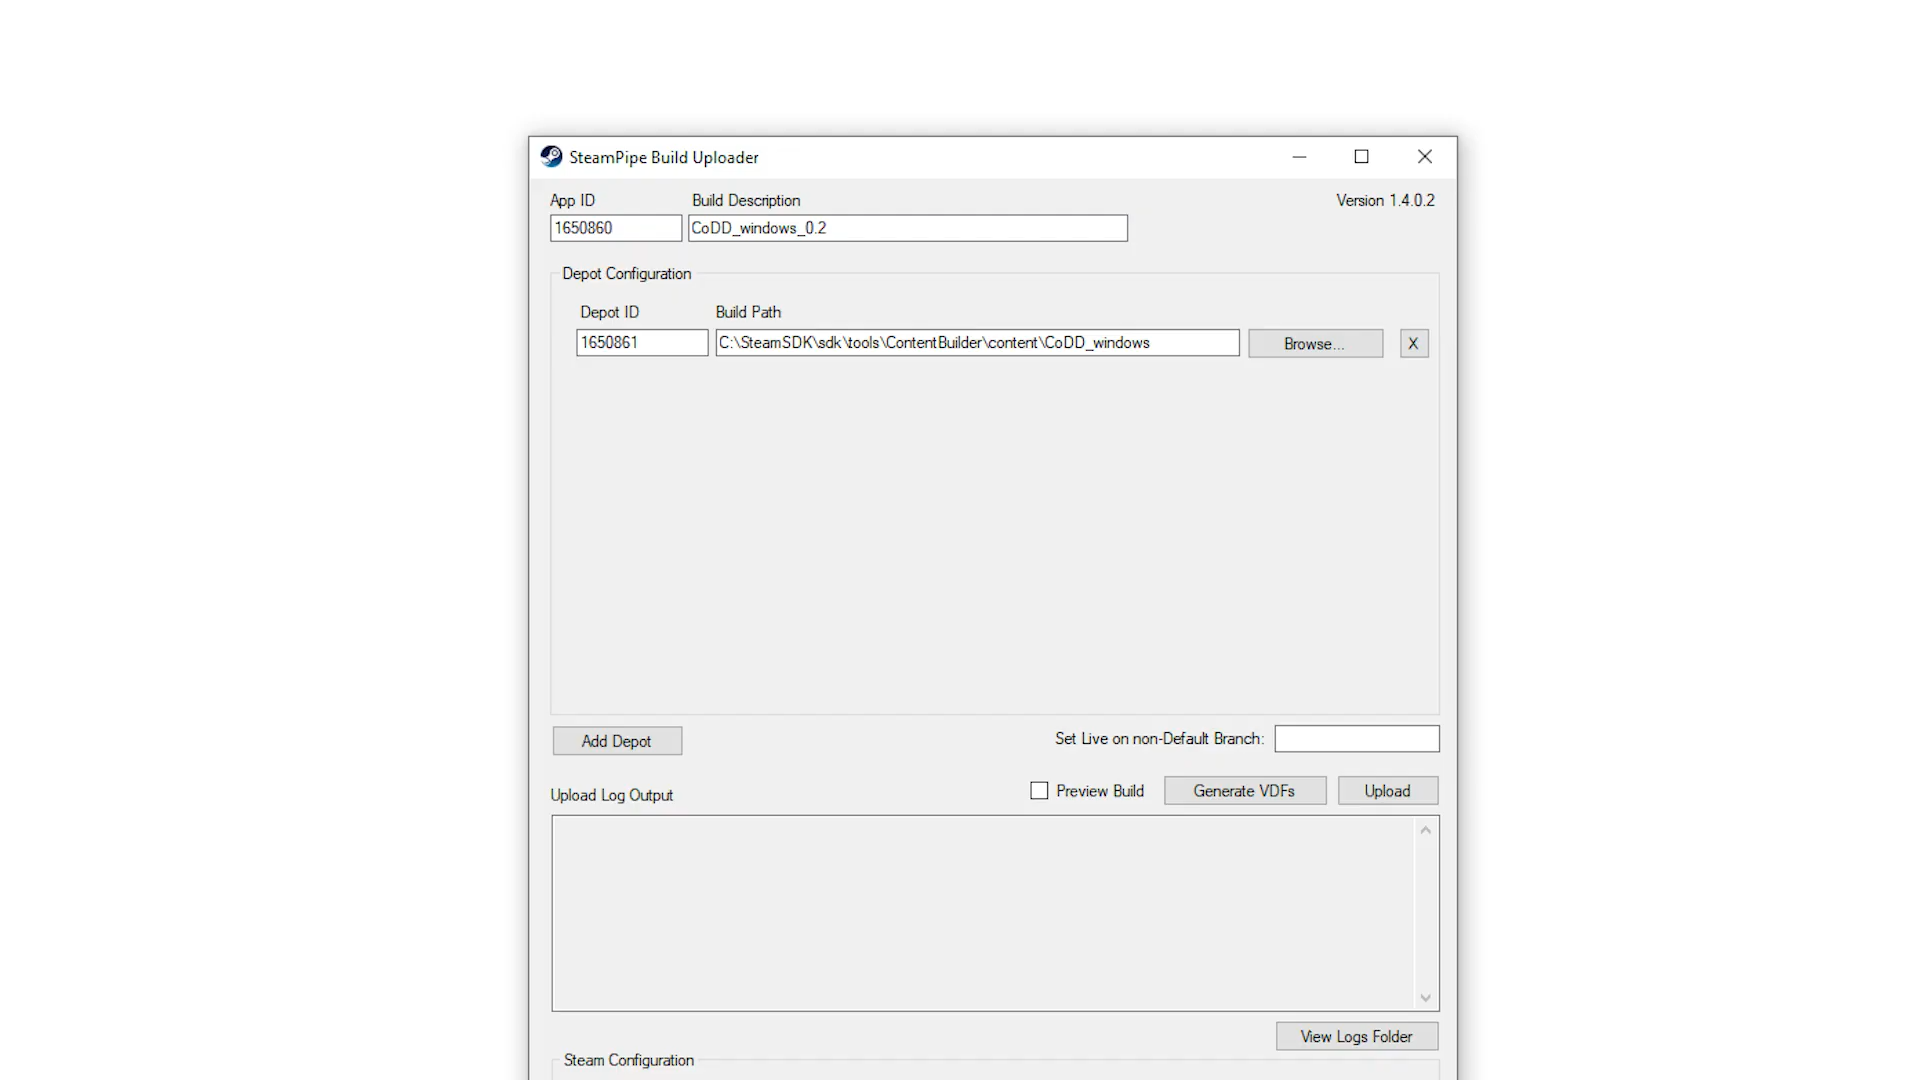 SteamPipe Build Uploader
App ID Build Description Version 1.4.0.2
1650860 CoDD_windows_0.2
Depot Configuration
Depot ID Build Path
1650861 C:\SteamSDK\sdk\tools\ContentBuilder\content\CoDD_windows Browse... X
Add Depot Set Live on non-Default Branch:
Upload Log Output Preview Build Generate VDFs Upload
View Logs Folder
Steam Configuration